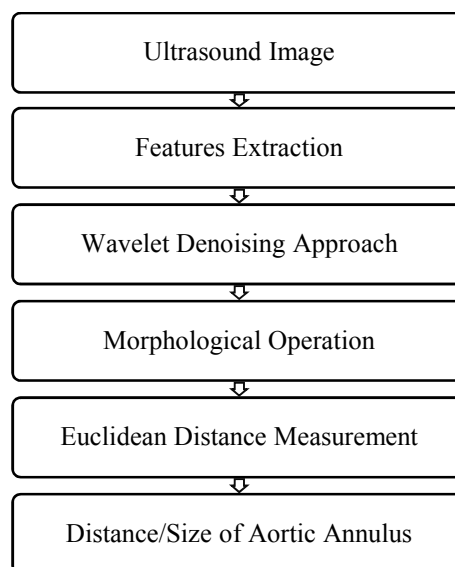 Ultrasound Image
Features Extraction
Wavelet Denoising Approach
Morphological Operation
Euclidean Distance Measurement
Distance/Size of Aortic Annulus